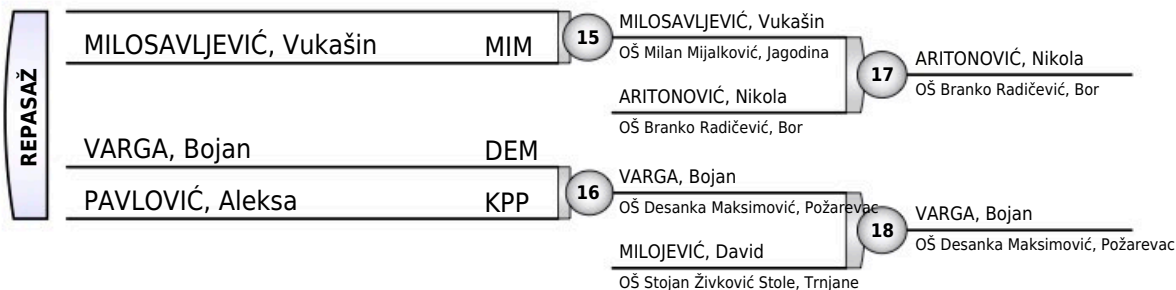 REPASAŽ
MILOSAVLJEVIĆ, Vukašin MIM
VARGA, Bojan DEM
PAVLOVIĆ, Aleksa KPP
15
MILOSAVLJEVIĆ, Vukašin
OŠ Milan Mijalković, Jagodina
ARITONOVIĆ, Nikola
OŠ Branko Radičević, Bor
16
VARGA, Bojan
OŠ Desanka Maksimović, Požarevac
MILOJEVIĆ, David
OŠ Stojan Živković Stole, Trnjane
17
ARITONOVIĆ, Nikola
OŠ Branko Radičević, Bor
18
VARGA, Bojan
OŠ Desanka Maksimović, Požarevac